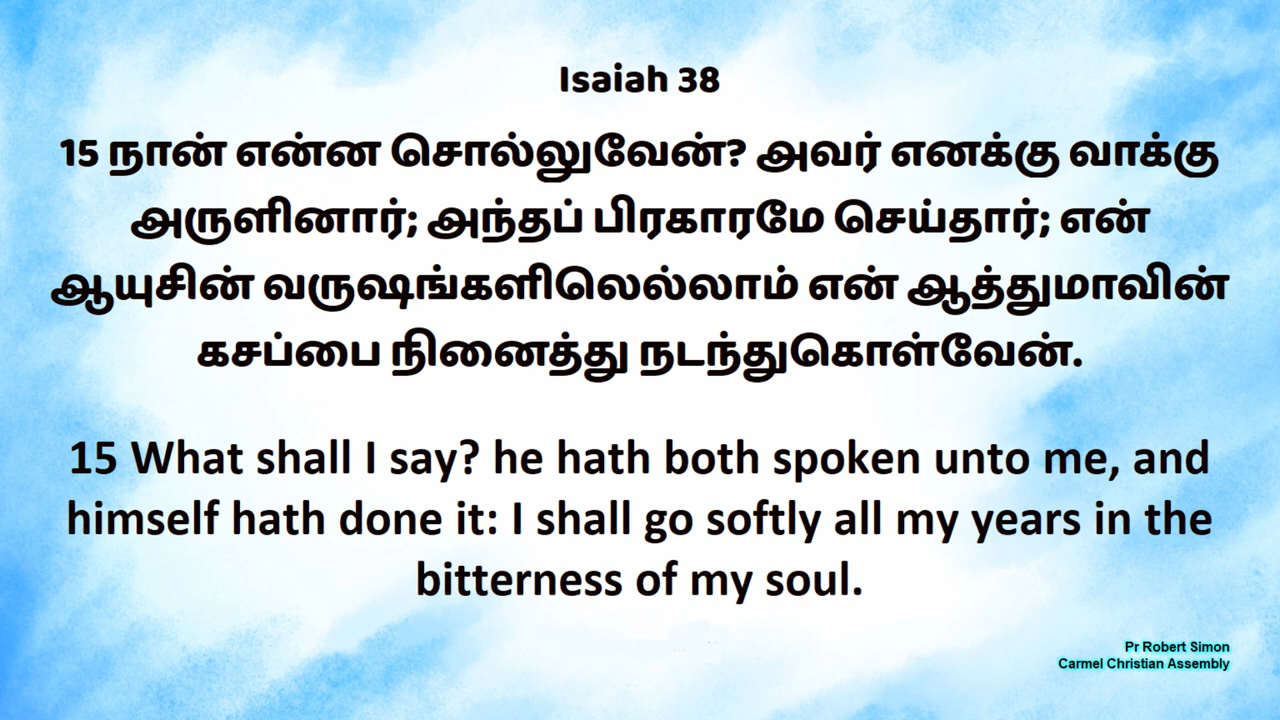 Isaiah 38
15 நான் என்ன சொல்லுவேன்? அவர் எனக்கு வாக்கு
அருளினார்; அந்தப் பிரகாரமே செய்தார்; என்
ஆயுசின் வருஷங்களிலெல்லாம் என் ஆத்துமாவின்
கசப்பை நினைத்து நடந்துகொள்வேன்.
15 What shall I say? he hath both spoken unto me, and
himself hath done it: I shall go softly all my years in the
bitterness of my soul.
Pr Robert Simon
Carmel Christian Assembly